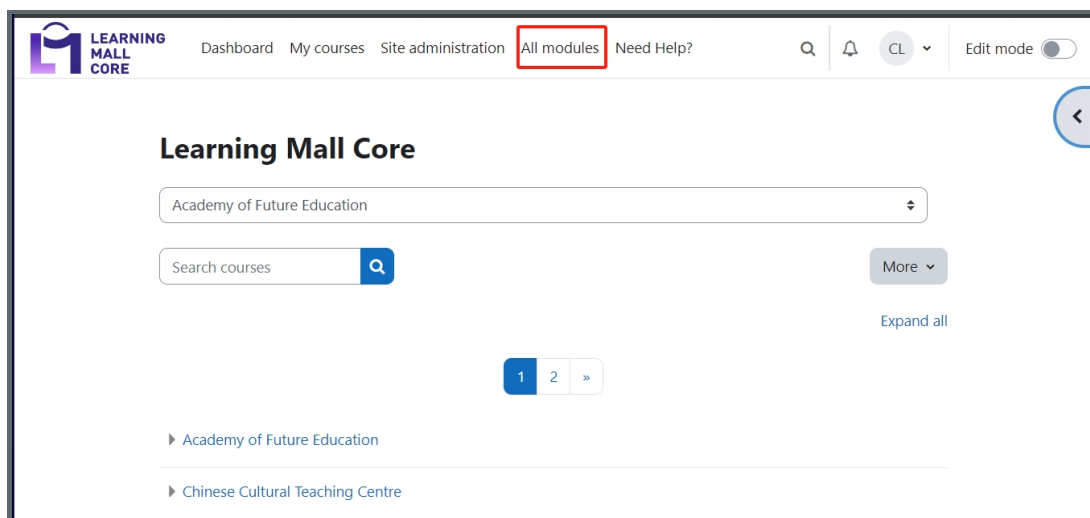 LEARNING
MALL
CORE
Dashboard My courses Site administration All modules Need Help? CL Edit mode
Learning Mall Core
Academy of Future Education
Search courses More
Expand all
1 2 »
Academy of Future Education
Chinese Cultural Teaching Centre